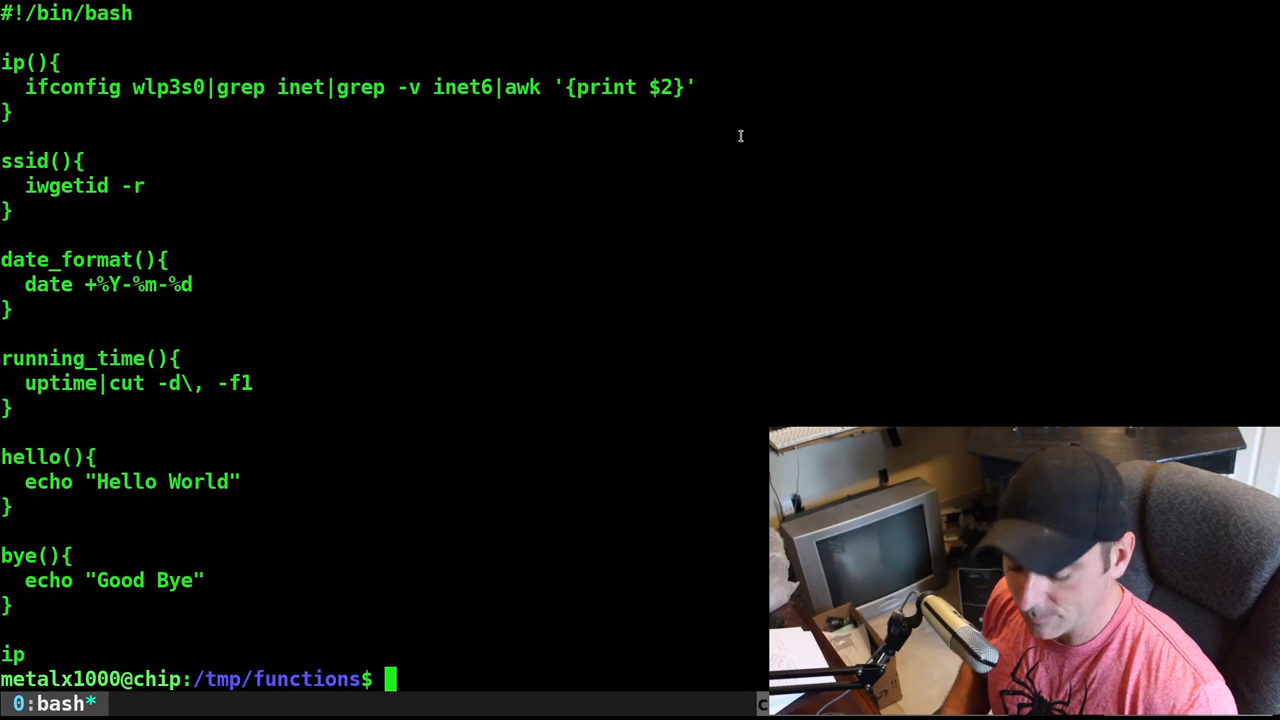 #!/bin/bash
ip(){
  ifconfig wlp3s0|grep inet|grep -v inet6|awk '{print $2}'
}
ssid(){
  iwgetid -r
}
date_format(){
  date +%Y-%m-%d
}
running_time(){
  uptime|cut -d\, -f1
}
hello(){
  echo "Hello World"
}
bye(){
  echo "Good Bye"
}
ip
metalx1000@chip:/tmp/functions$
0:bash*
c